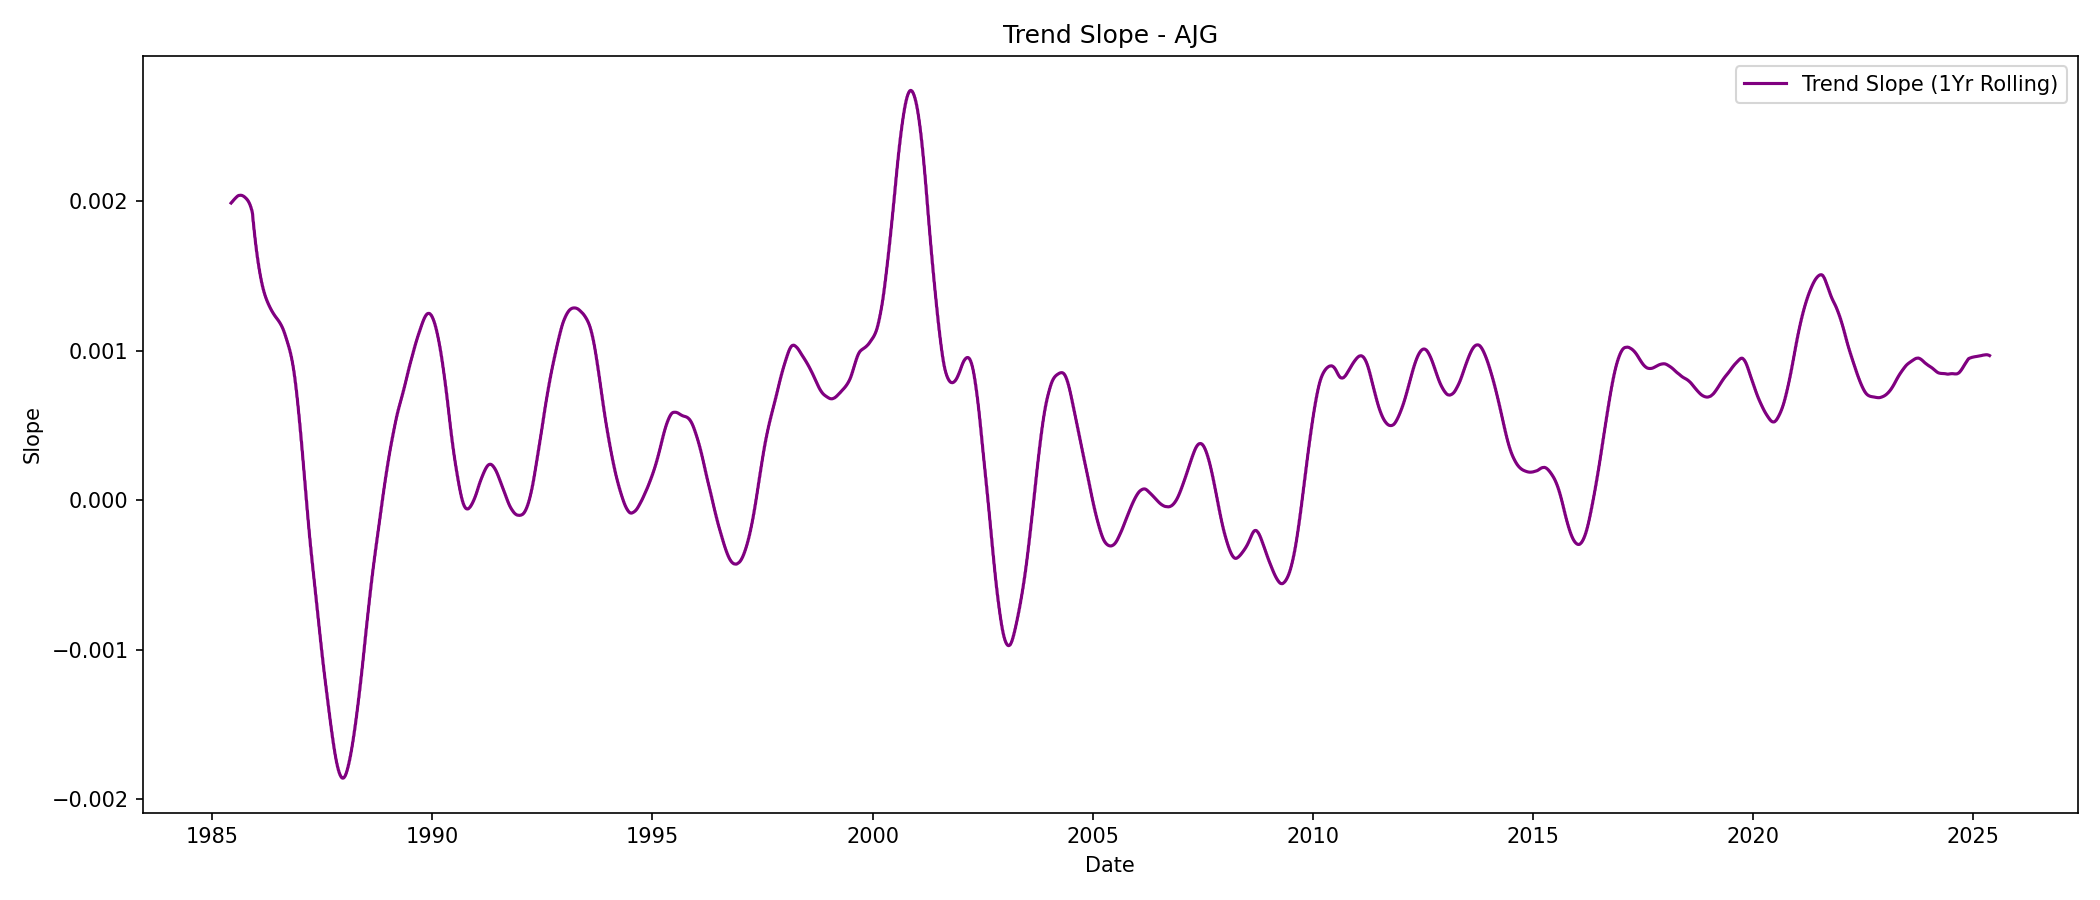 Trend Slope - AJG
Trend Slope (1Yr Rolling)
Slope
0.002
0.001
0.000
−0.001
−0.002
1985 1990 1995 2000 2005 2010 2015 2020 2025
Date